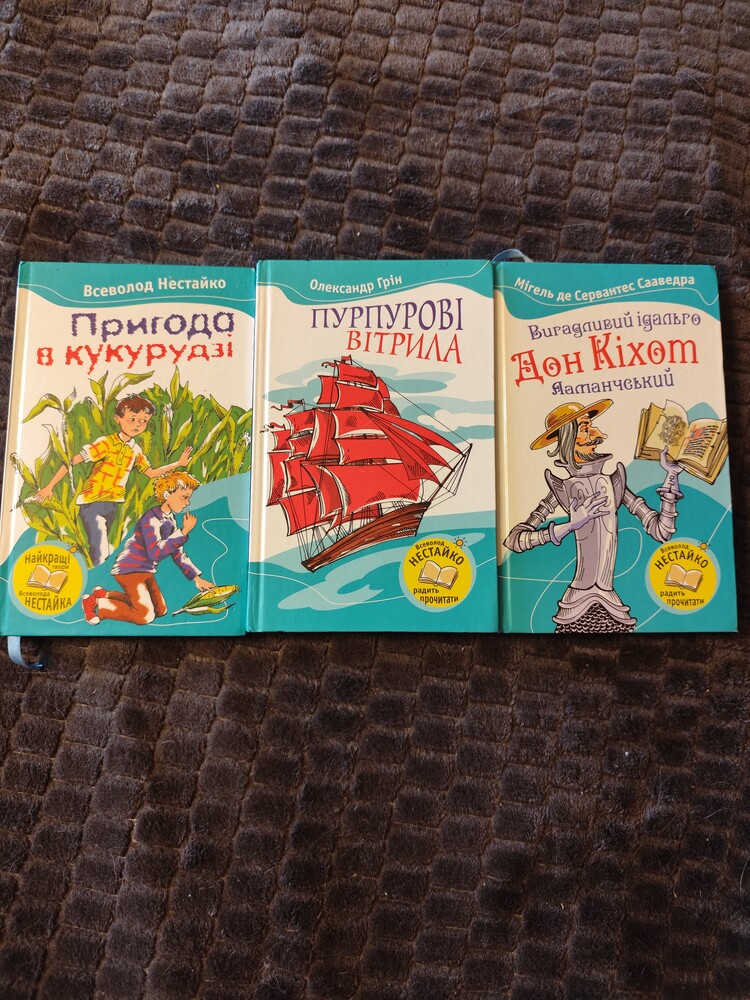 Всеволод Нестайко
Пригода
в кукурудзі
Найкращі
твори
Всеволода
НЕСТАЙКА
Олександр Грін
ПУРПУРОВІ
ВІТРИЛА
Всеволод
НЕСТАЙКО
радить
прочитати
Мігель де Сервантес Сааведра
Вигадливий ідальго
Дон Кіхот
Ламанчський
Всеволод
НЕСТАЙКО
радить
прочитати